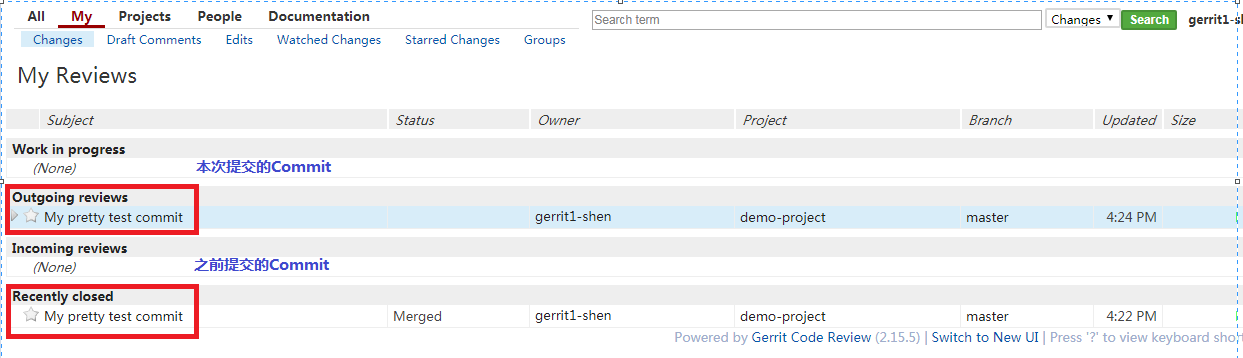 All My Projects People Documentation Search term Changes Search
Changes Draft Comments Edits Watched Changes Starred Changes Groups
My Reviews
Subject Status Owner Project Branch Updated Size
Work in progress
(None) 本次提交的Commit
Outgoing reviews
My pretty test commit gerrit1-shen demo-project master 4:24 PM
Incoming reviews
(None) 之前提交的Commit
Recently closed
My pretty test commit Merged gerrit1-shen demo-project master 4:22 PM
Powered by Gerrit Code Review (2.15.5) | Switch to New UI | Press '?' to view keyboard